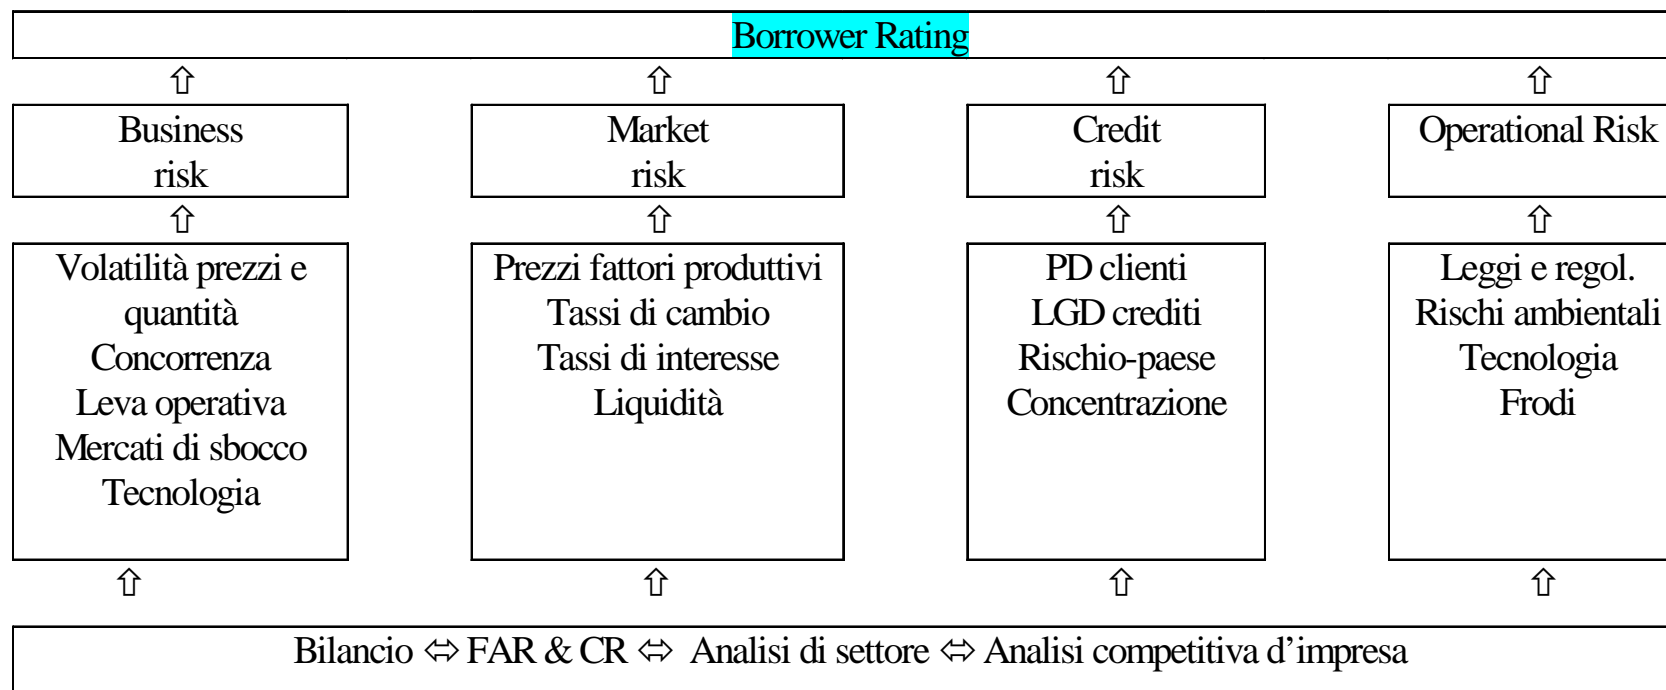 Borrower Rating
⇧ ⇧ ⇧ ⇧
Business
risk
Market
risk
Credit
risk
Operational Risk
⇧ ⇧ ⇧ ⇧
Volatilità prezzi e
quantità
Concorrenza
Leva operativa
Mercati di sbocco
Tecnologia
Prezzi fattori produttivi
Tassi di cambio
Tassi di interesse
Liquidità
PD clienti
LGD crediti
Rischio-paese
Concentrazione
Leggi e regol.
Rischi ambientali
Tecnologia
Frodi
⇧ ⇧ ⇧ ⇧
Bilancio ⇔ FAR & CR ⇔ Analisi di settore ⇔ Analisi competitiva d’impresa